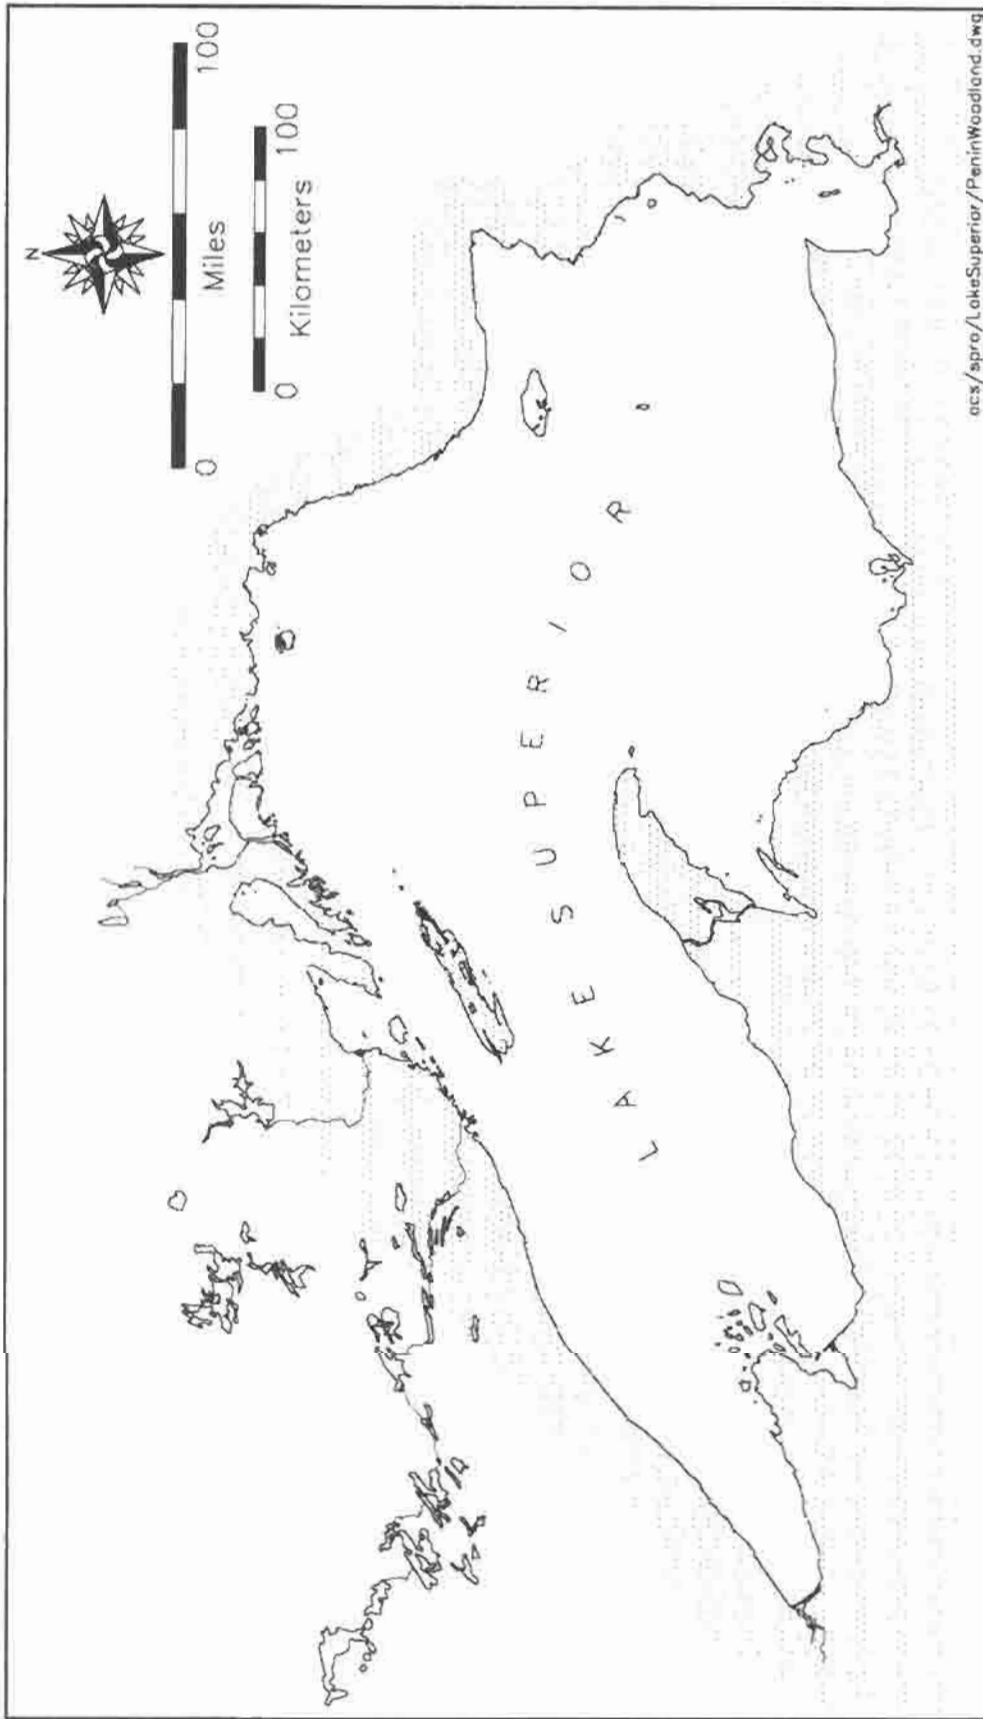 N
0 100
Miles
0 100
Kilometers
LAKE SUPERIOR
acs/spro/LakeSuperior/PeninWoodland.dwg